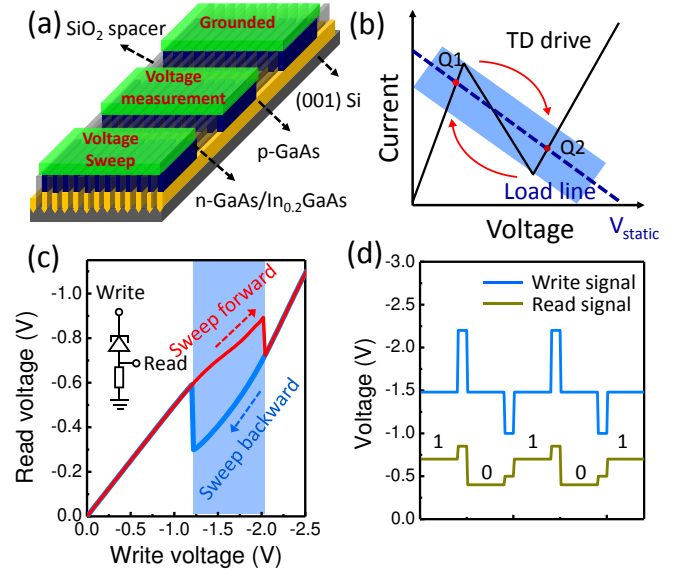 (a)
SiO2 spacer
Grounded
Voltage
measurement
Voltage
Sweep
(001) Si
p-GaAs
n-GaAs/In0.2GaAs
(b)
Current
Q1
TD drive
Q2
Load line
Voltage
Vstatic
(c)
Read voltage (V)
-1.0
-0.8
-0.6
-0.4
-0.2
0.0
Write
Read
Sweep forward
Sweep backward
0.0 -0.5 -1.0 -1.5 -2.0 -2.5
Write voltage (V)
(d)
Voltage (V)
-3.0
-2.5
-2.0
-1.5
-1.0
-0.5
-0.0
Write signal
Read signal
1 0 1 0 1